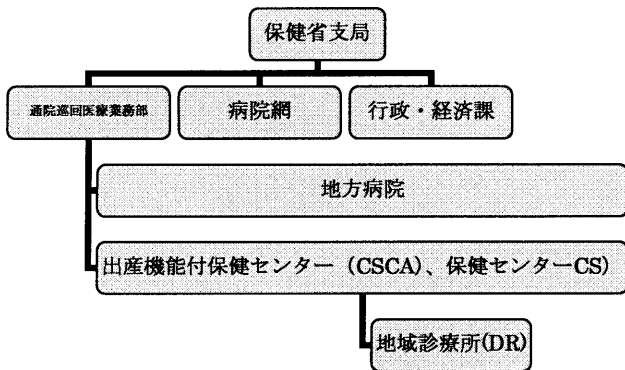 保健省支局
通院巡回医療業務部
病院網
行政・経済課
地方病院
出産機能付保健センター（CSCA）、保健センターCS)
地域診療所(DR)